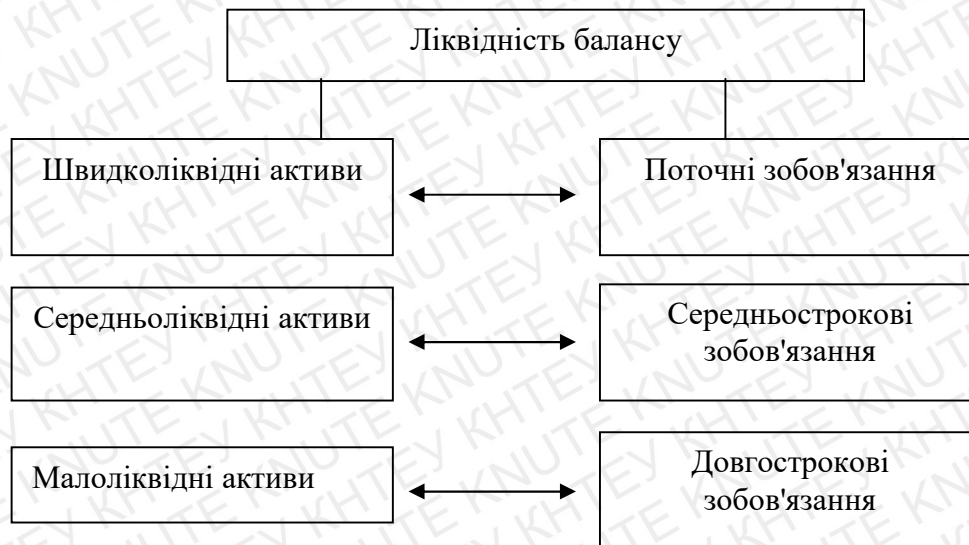 Ліквідність балансу
Швидколіквідні активи
Поточні зобов'язання
Середньоліквідні активи
Середньострокові
зобов'язання
Малоліквідні активи
Довгострокові
зобов'язання